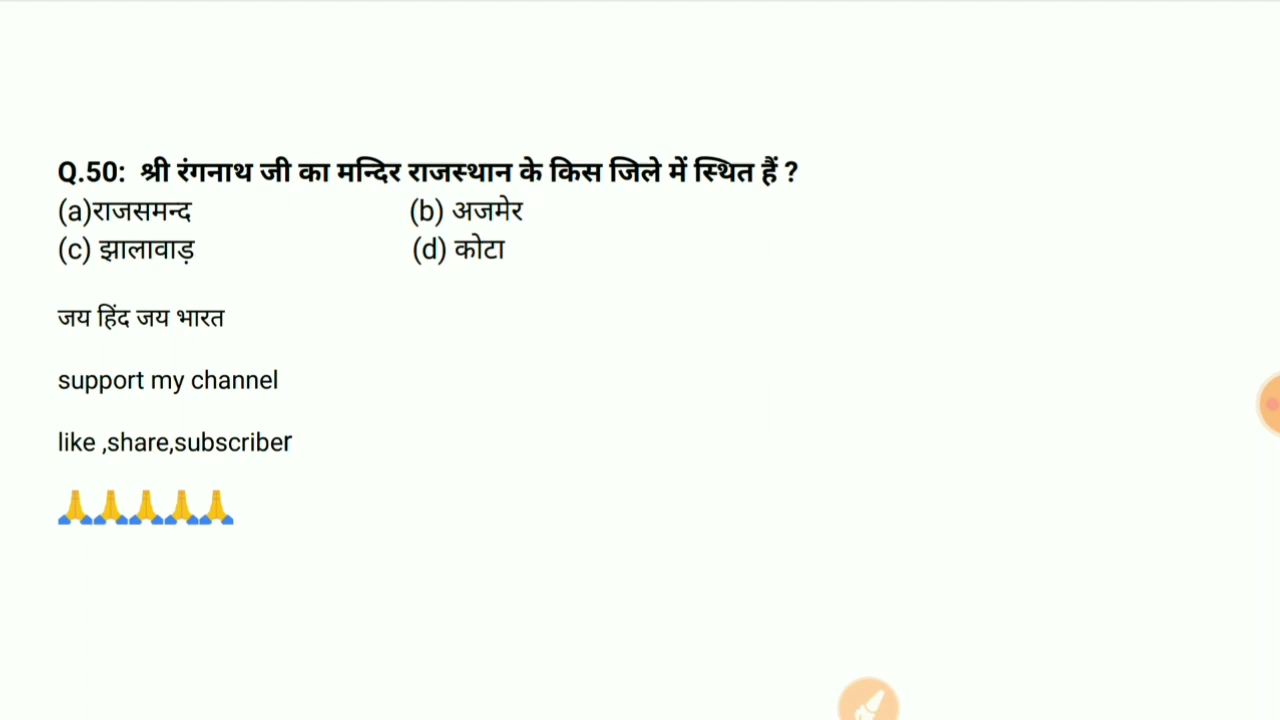 Q.50: श्री रंगनाथ जी का मन्दिर राजस्थान के किस जिले में स्थित हैं ?
(a)राजसमन्द (b) अजमेर
(c) झालावाड़ (d) कोटा
जय हिंद जय भारत
support my channel
like ,share,subscriber
🙏🙏🙏🙏🙏